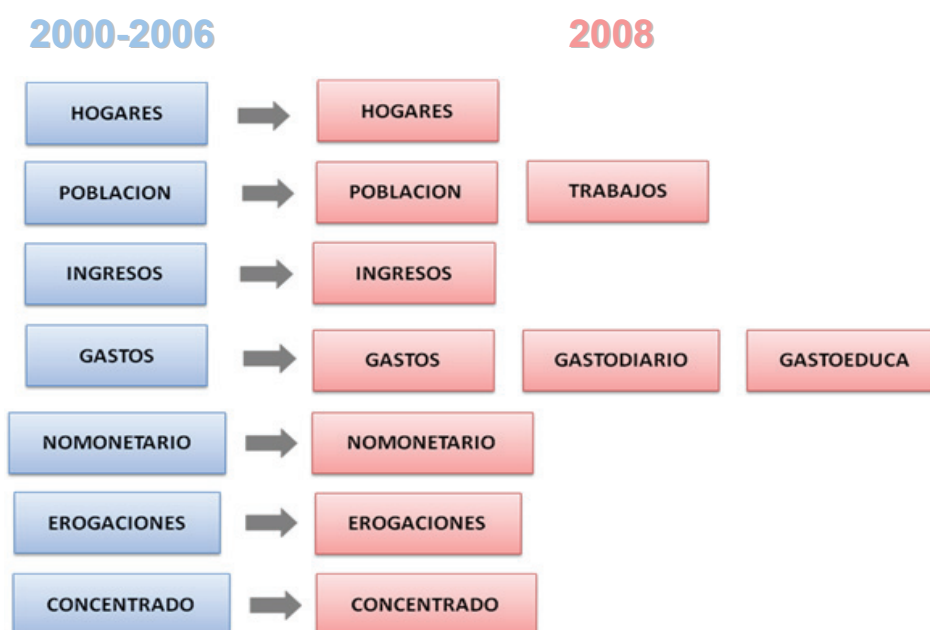 2000-2006 2008
HOGARES HOGARES
POBLACION POBLACION TRABAJOS
INGRESOS INGRESOS
GASTOS GASTOS GASTODIARIO GASTOEDUCA
NOMONETARIO NOMONETARIO
EROGACIONES EROGACIONES
CONCENTRADO CONCENTRADO